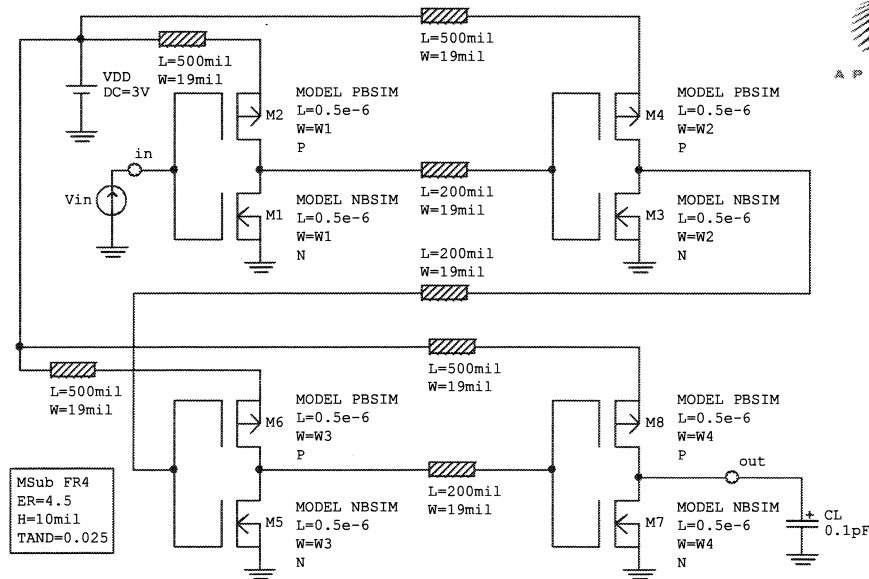 L=500mil
W=19mil
L=500mil
W=19mil
A P
VDD
DC=3V
MODEL PBSIM
L=0.5e-6
W=W1
P
M2
MODEL PBSIM
L=0.5e-6
W=W2
P
M4
in
Vin
L=200mil
W=19mil
MODEL NBSIM
L=0.5e-6
W=W1
N
M1
MODEL NBSIM
L=0.5e-6
W=W2
N
M3
L=200mil
W=19mil
L=500mil
W=19mil
L=500mil
W=19mil
MODEL PBSIM
L=0.5e-6
W=W3
P
M6
MODEL PBSIM
L=0.5e-6
W=W4
P
M8
out
L=200mil
W=19mil
MSub FR4
ER=4.5
H=10mil
TAND=0.025
MODEL NBSIM
L=0.5e-6
W=W3
N
M5
MODEL NBSIM
L=0.5e-6
W=W4
N
M7
+ CL
0.1pF